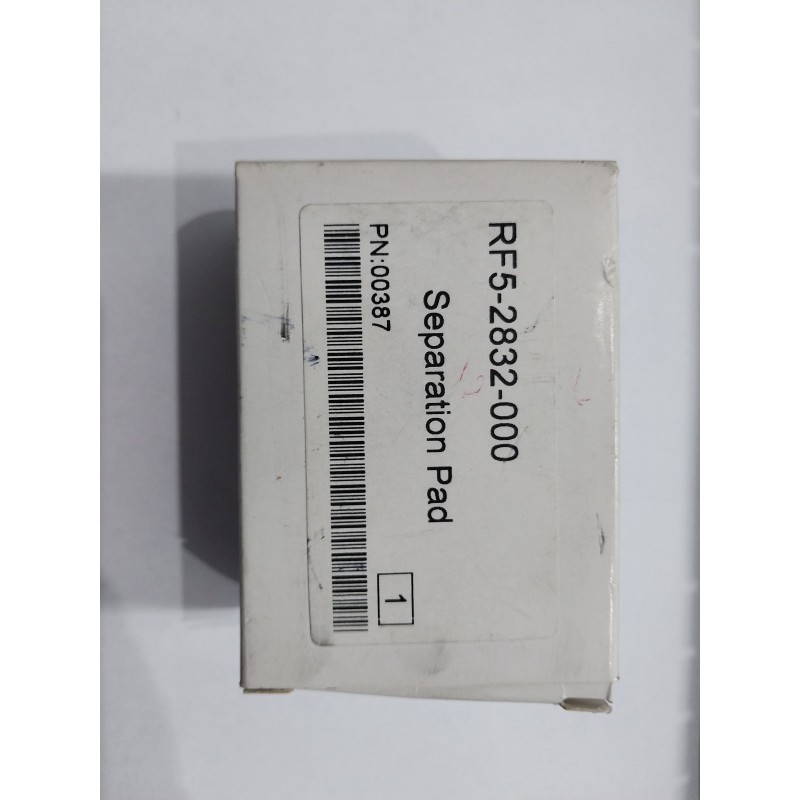 RF5-2832-000
Separation Pad
PN:00387
1